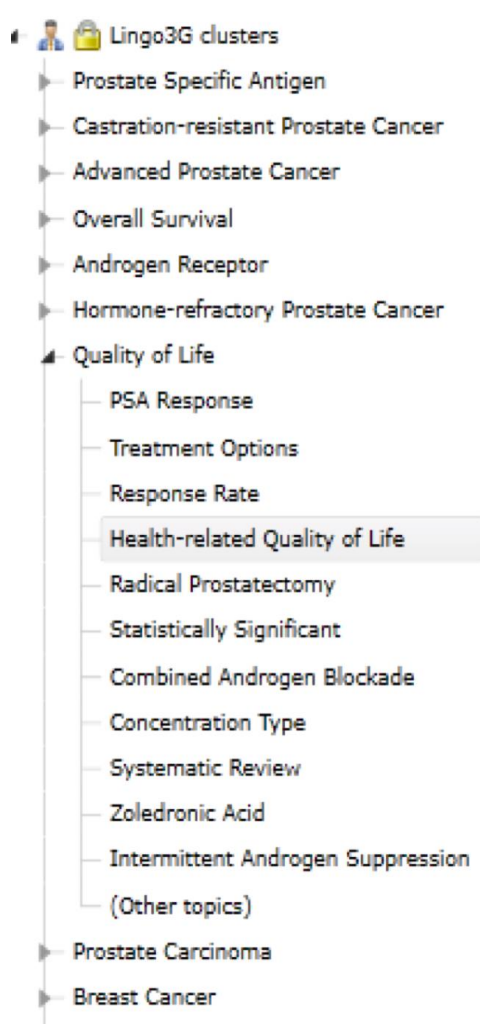 Lingo3G clusters
Prostate Specific Antigen
Castration-resistant Prostate Cancer
Advanced Prostate Cancer
Overall Survival
Androgen Receptor
Hormone-refractory Prostate Cancer
Quality of Life
PSA Response
Treatment Options
Response Rate
Health-related Quality of Life
Radical Prostatectomy
Statistically Significant
Combined Androgen Blockade
Concentration Type
Systematic Review
Zoledronic Acid
Intermittent Androgen Suppression
(Other topics)
Prostate Carcinoma
Breast Cancer